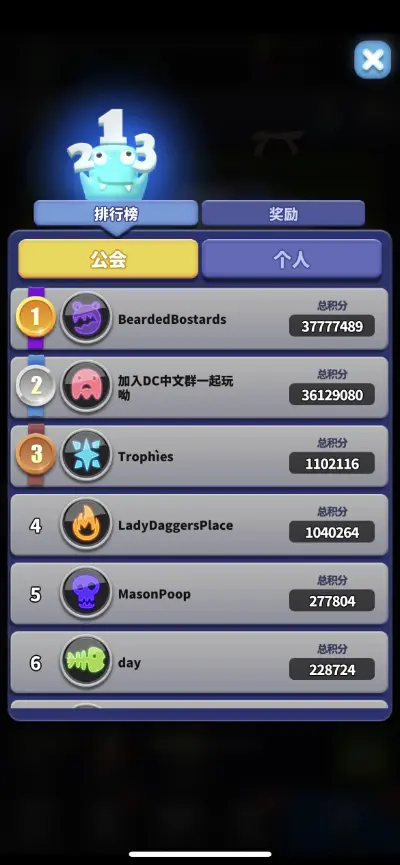 1
2 3
排行榜
奖励
公会
个人
1
BeardedBostards
总积分
37777489
2
加入DC中文群一起玩
呦
总积分
36129080
3
Trophìes
总积分
1102116
4
LadyDaggersPlace
总积分
1040264
5
MasonPoop
总积分
277804
6
day
总积分
228724